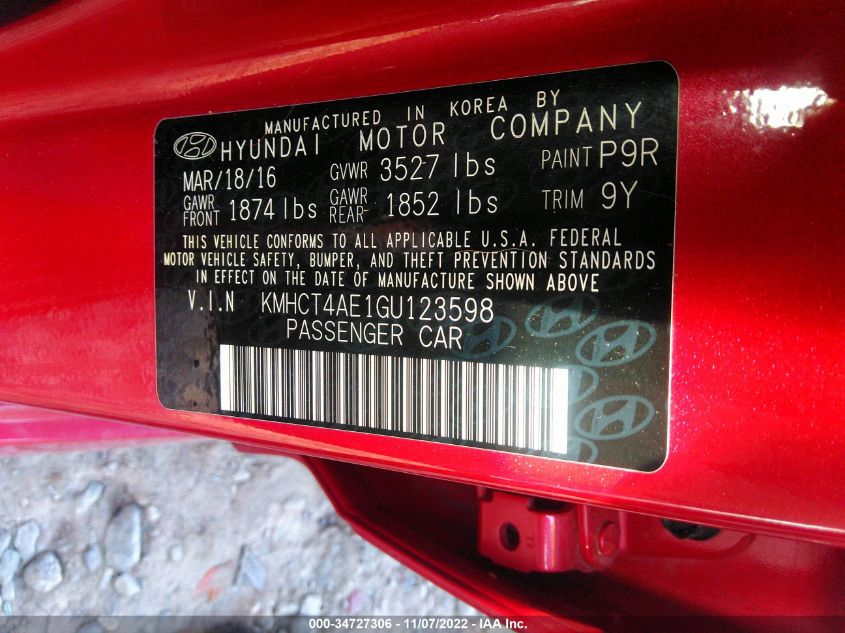 MANUFACTURED IN KOREA BY
HYUNDAI MOTOR COMPANY
MAR/18/16 GVWR 3527 lbs PAINT P9R
GAWR FRONT 1874 lbs GAWR REAR- 1852 lbs TRIM 9Y
THIS VEHICLE CONFORMS TO ALL APPLICABLE U.S.A. FEDERAL
MOTOR VEHICLE SAFETY, BUMPER, AND THEFT PREVENTION STANDARDS
IN EFFECT ON THE DATE OF MANUFACTURE SHOWN ABOVE
V.I.N KMHCT4AE1GU123598
PASSENGER CAR
000-34727306 - 11/07/2022 - IAA Inc.